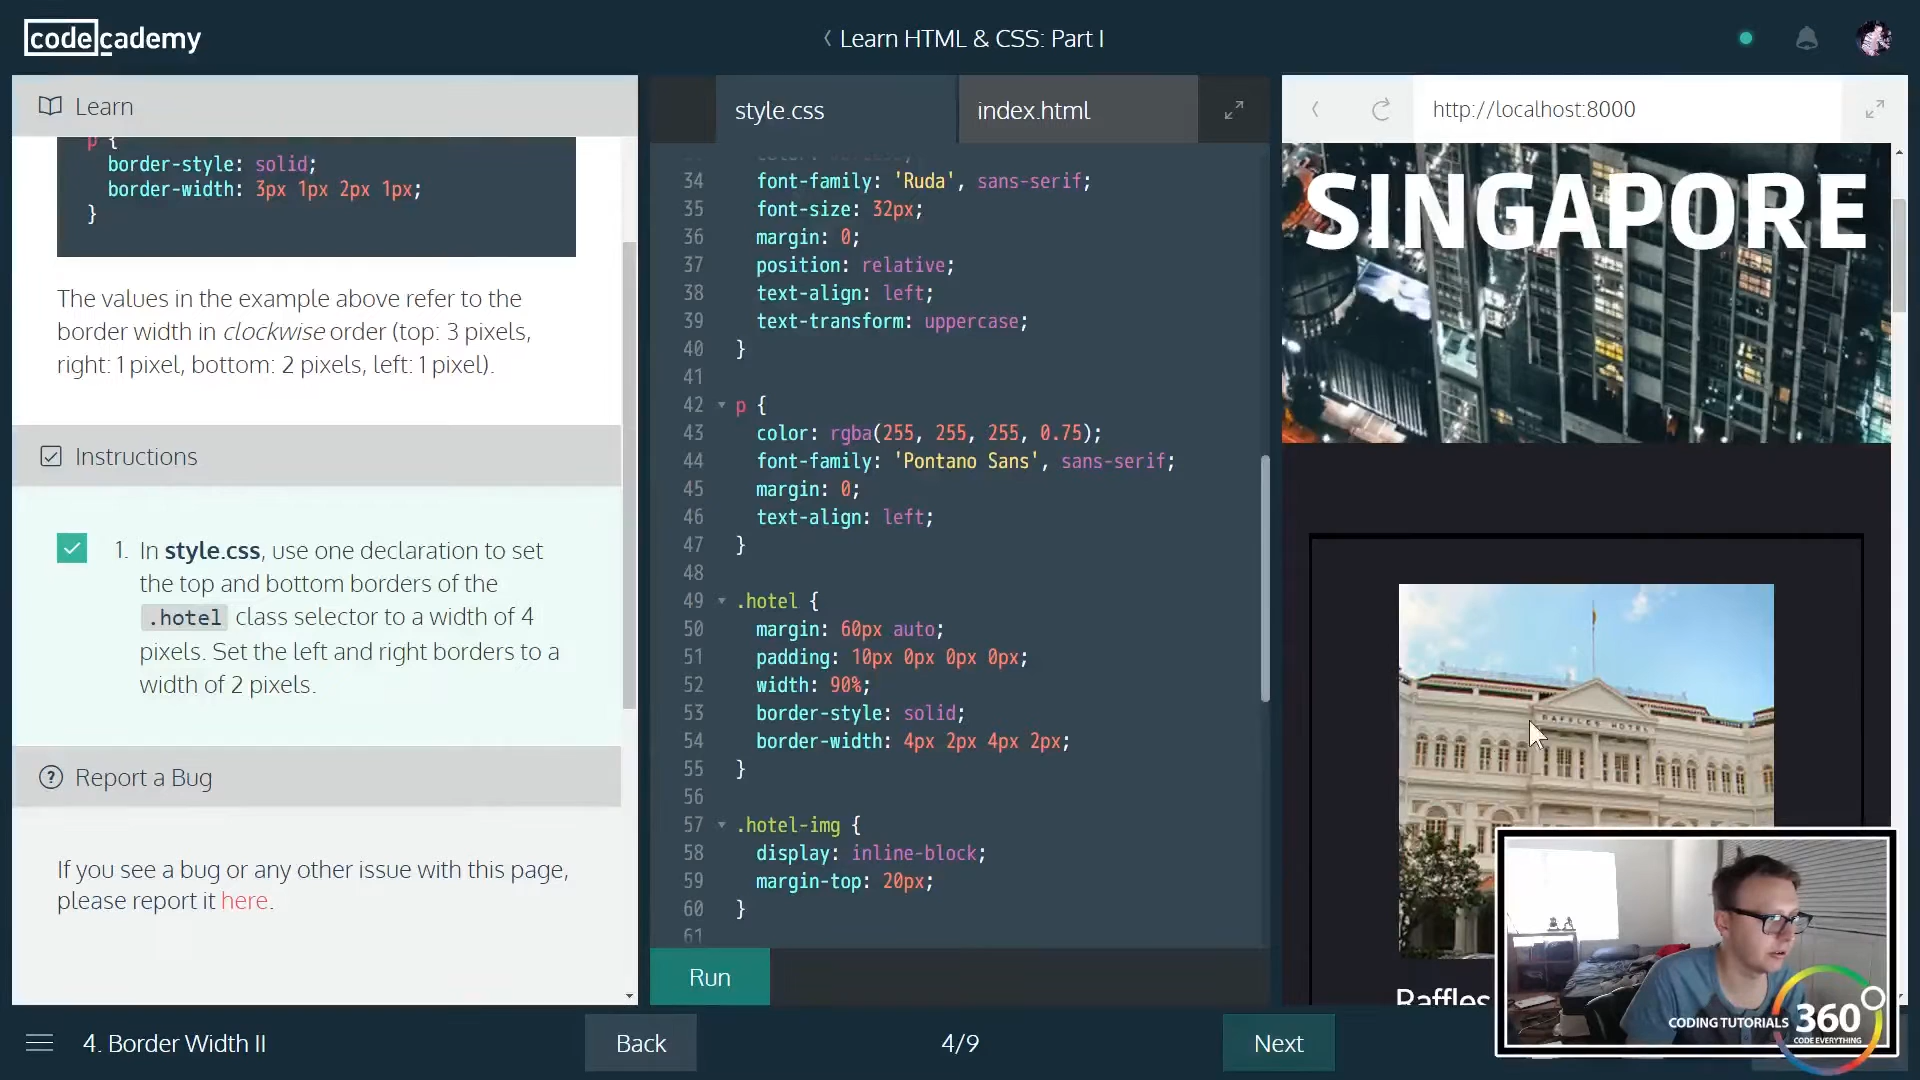 codecademy
Learn HTML & CSS: Part I
Learn
p {
border-style: solid;
border-width: 3px 1px 2px 1px;
}
The values in the example above refer to the
border width in clockwise order (top: 3 pixels,
right: 1 pixel, bottom: 2 pixels, left: 1 pixel).
Instructions
1. In style.css, use one declaration to set
the top and bottom borders of the
.hotel class selector to a width of 4
pixels. Set the left and right borders to a
width of 2 pixels.
Report a Bug
If you see a bug or any other issue with this page,
please report it here.
style.css
index.html
34 font-family: 'Ruda', sans-serif;
35 font-size: 32px;
36 margin: 0;
37 position: relative;
38 text-align: left;
39 text-transform: uppercase;
40 }
41
42 p {
43 color: rgba(255, 255, 255, 0.75);
44 font-family: 'Pontano Sans', sans-serif;
45 margin: 0;
46 text-align: left;
47 }
48
49 .hotel {
50 margin: 60px auto;
51 padding: 10px 0px 0px 0px;
52 width: 90%;
53 border-style: solid;
54 border-width: 4px 2px 4px 2px;
55 }
56
57 .hotel-img {
58 display: inline-block;
59 margin-top: 20px;
60 }
61
Run
http://localhost:8000
SINGAPORE
RAFFLES HOTEL
Raffles
CODING TUTORIALS 360
CODE EVERYTHING
4. Border Width II
Back
4/9
Next